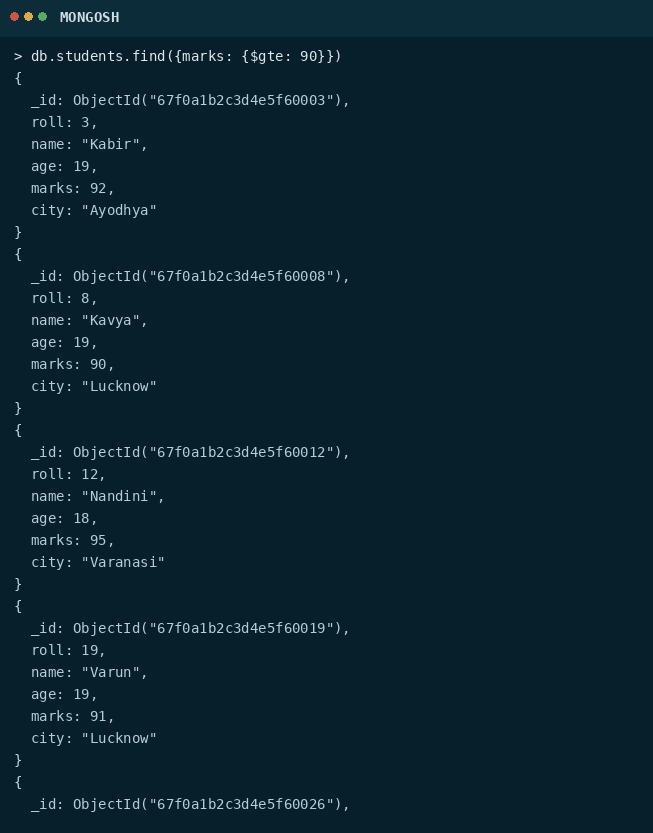 MONGOSH
> db.students.find({marks: {$gte: 90}})
{
  _id: ObjectId("67f0a1b2c3d4e5f60003"),
  roll: 3,
  name: "Kabir",
  age: 19,
  marks: 92,
  city: "Ayodhya"
}
{
  _id: ObjectId("67f0a1b2c3d4e5f60008"),
  roll: 8,
  name: "Kavya",
  age: 19,
  marks: 90,
  city: "Lucknow"
}
{
  _id: ObjectId("67f0a1b2c3d4e5f60012"),
  roll: 12,
  name: "Nandini",
  age: 18,
  marks: 95,
  city: "Varanasi"
}
{
  _id: ObjectId("67f0a1b2c3d4e5f60019"),
  roll: 19,
  name: "Varun",
  age: 19,
  marks: 91,
  city: "Lucknow"
}
{
  _id: ObjectId("67f0a1b2c3d4e5f60026"),